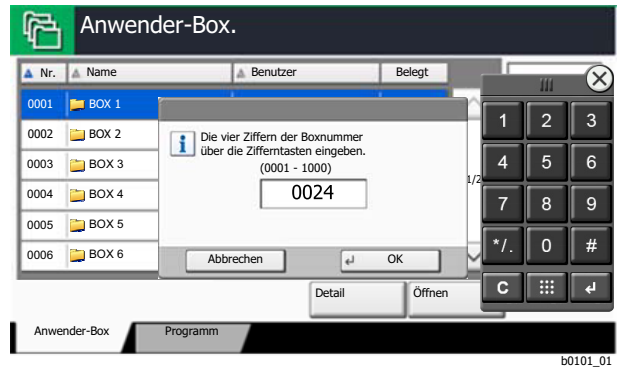 Anwender-Box.
Nr. Name Benutzer Belegt
0001 BOX 1
0002 BOX 2
0003 BOX 3
0004 BOX 4
0005 BOX 5
0006 BOX 6
Die vier Ziffern der Boxnummer
über die Zifferntasten eingeben.
(0001 - 1000)
0024
Abbrechen OK
1/2
1 2 3
4 5 6
7 8 9
*/. 0 #
C
Detail Öffnen
Anwender-Box Programm
b0101_01